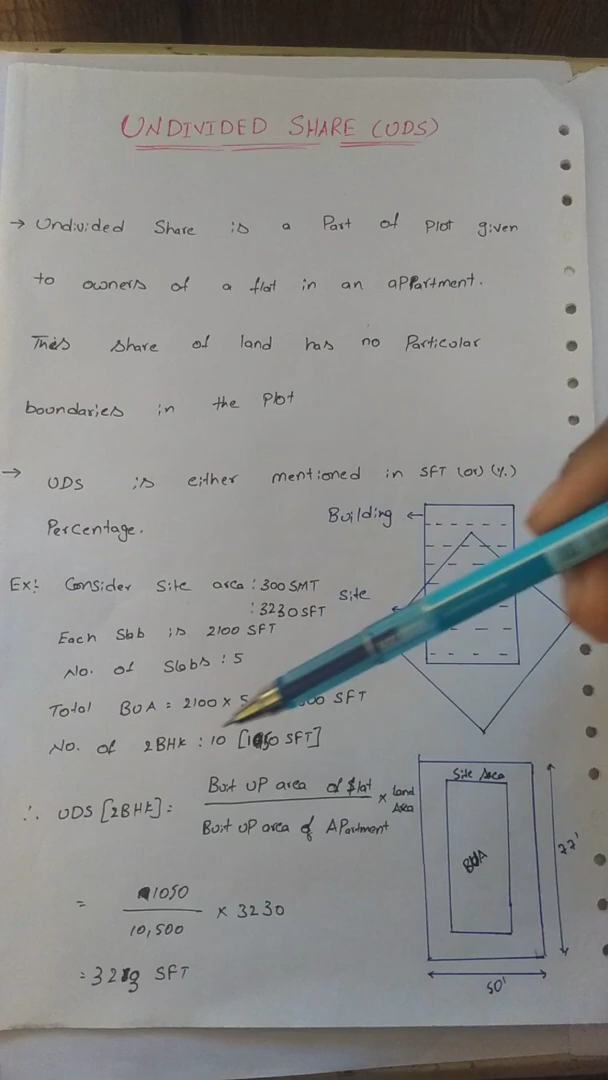 UNDIVIDED SHARE (UDS)
→ Undivided Share is a Part of Plot given
to owners of a flat in an appartment.
This share of land has no Particular
boundaries in the Plot
→ UDS is either mentioned in SFT (or) (%)
Percentage.
Building ←
Ex: Consider Site area : 300 SMT
: 3230 SFT
Site
Each Slab is 2100 SFT
No. of Slabs : 5
Total BUA = 2100 × 5 SFT
No. of 2BHK : 10 [1050 SFT]
∴ UDS [2BHK] = Built UP area of flat / Built UP area of Apartment × Land Area
Site Area
BUA
= 1050 / 10,500 × 3230
= 323 SFT
50'